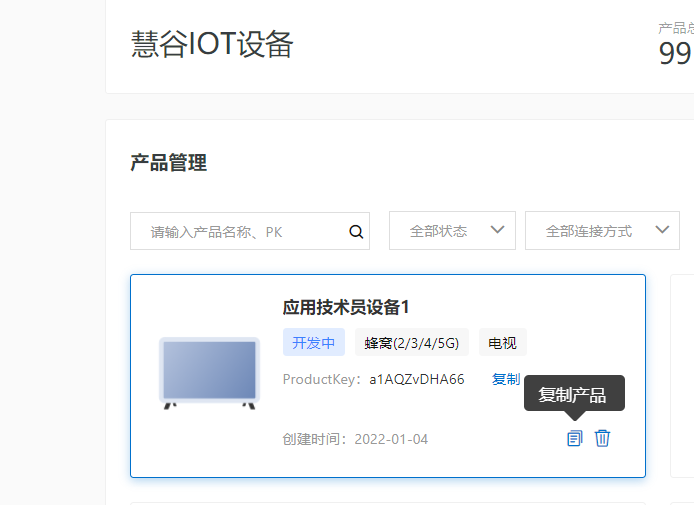 慧谷IOT设备
产品总
99
产品管理
请输入产品名称、PK
全部状态
全部连接方式
应用技术员设备1
开发中 蜂窝(2/3/4/5G) 电视
ProductKey: a1AQZvDHA66 复制
复制产品
创建时间: 2022-01-04